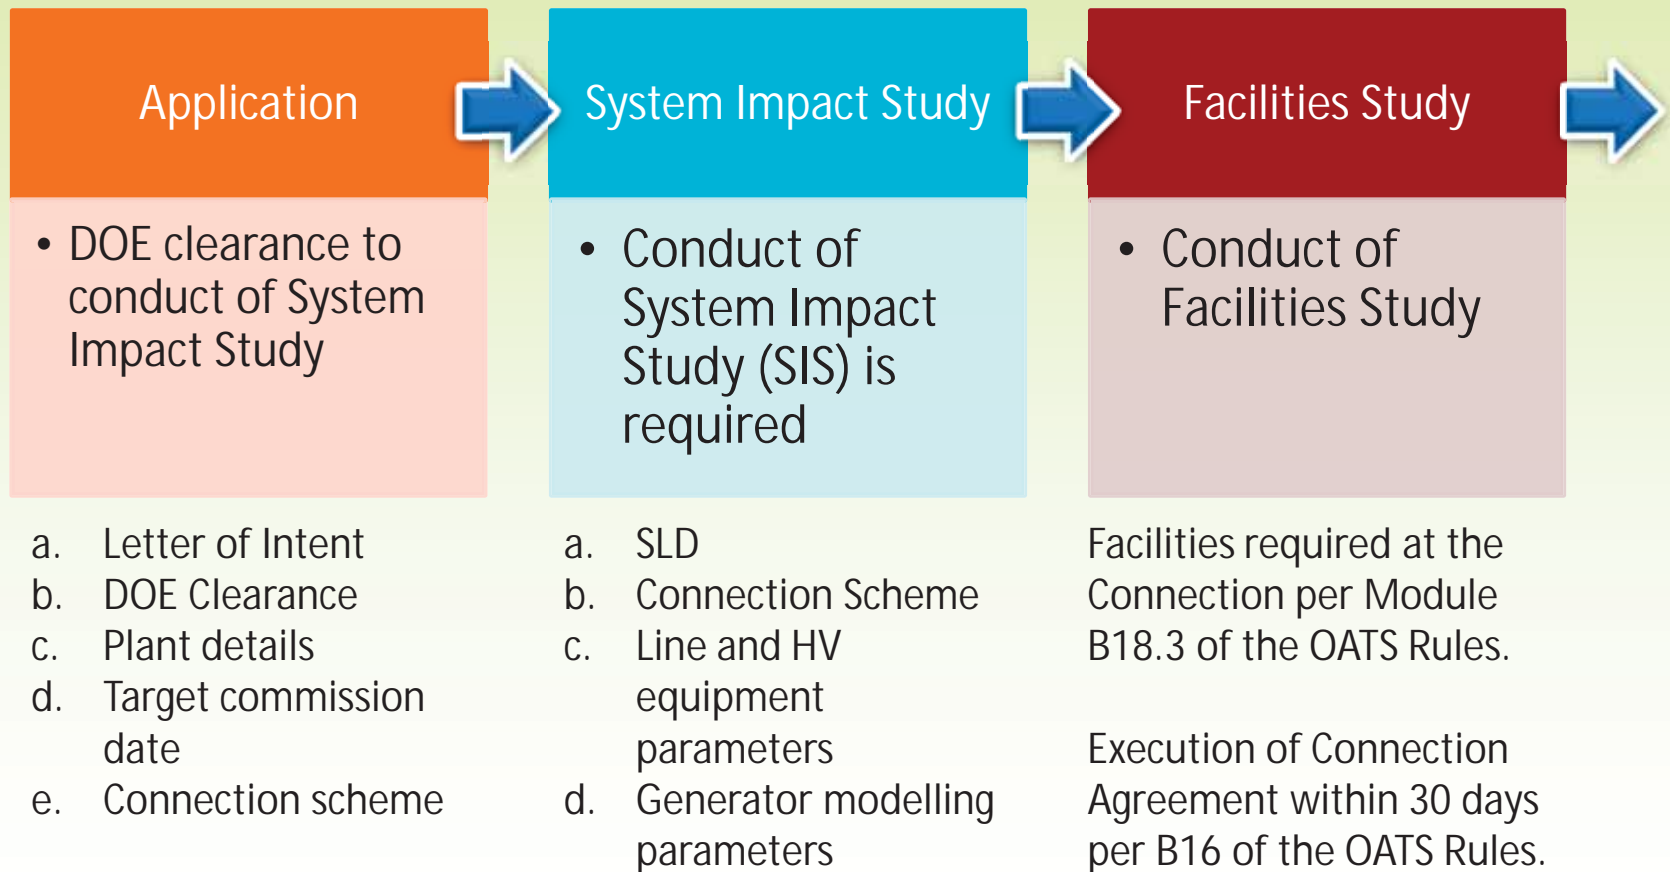 Application
• DOE clearance to
conduct of System
Impact Study
a. Letter of Intent
b. DOE Clearance
c. Plant details
d. Target commission
date
e. Connection scheme
System Impact Study
• Conduct of
System Impact
Study (SIS) is
required
a. SLD
b. Connection Scheme
c. Line and HV
equipment
parameters
d. Generator modelling
parameters
Facilities Study
• Conduct of
Facilities Study
Facilities required at the
Connection per Module
B18.3 of the OATS Rules.
Execution of Connection
Agreement within 30 days
per B16 of the OATS Rules.